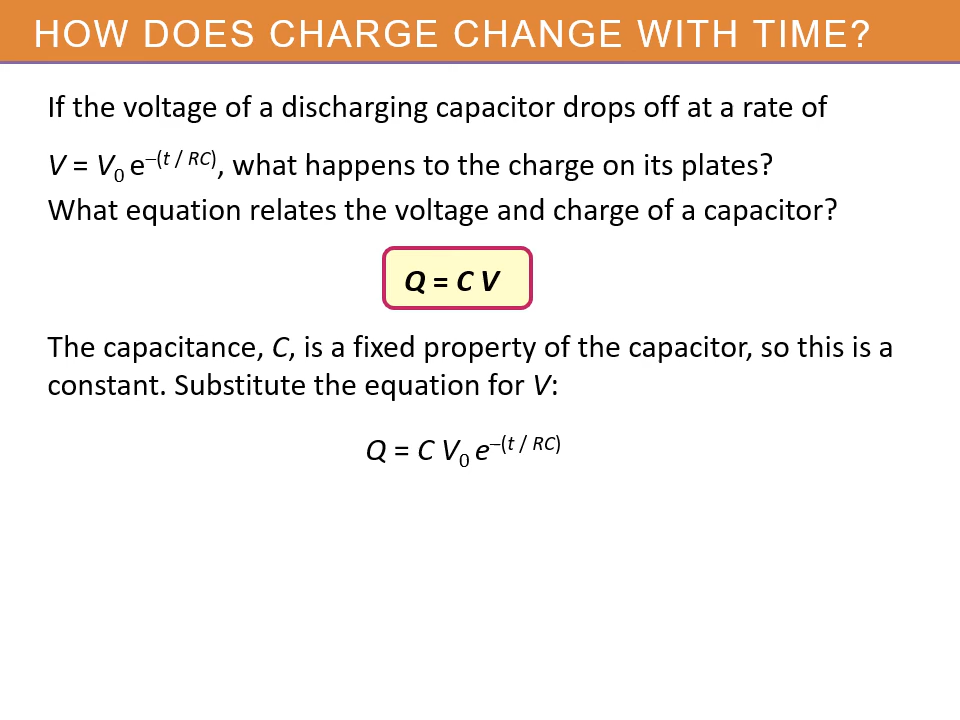 HOW DOES CHARGE CHANGE WITH TIME?
If the voltage of a discharging capacitor drops off at a rate of
V = V₀ e⁻⁽ᵗ ᐟ ᴿᶜ⁾, what happens to the charge on its plates?
What equation relates the voltage and charge of a capacitor?
Q = C V
The capacitance, C, is a fixed property of the capacitor, so this is a
constant. Substitute the equation for V:
Q = C V₀ e⁻⁽ᵗ ᐟ ᴿᶜ⁾